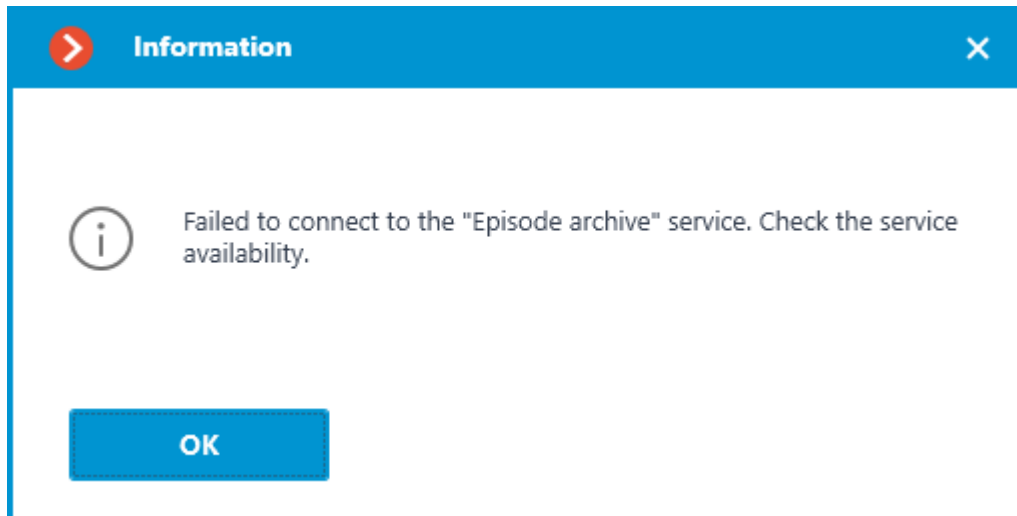 Information
Failed to connect to the "Episode archive" service. Check the service
availability.
OK